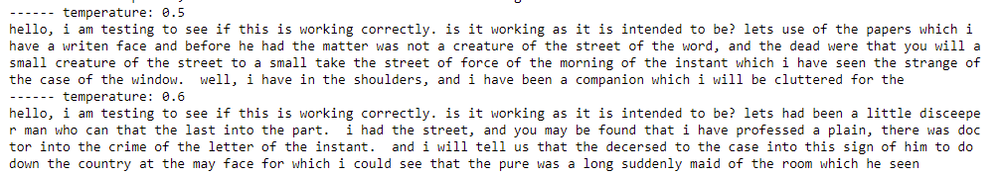 ------ temperature: 0.5
hello, i am testing to see if this is working correctly. is it working as it is intended to be? lets use of the papers which i
have a writen face and before he had the matter was not a creature of the street of the word, and the dead were that you will a
small creature of the street to a small take the street of force of the morning of the instant which i have seen the strange of
the case of the window.  well, i have in the shoulders, and i have been a companion which i will be cluttered for the
------ temperature: 0.6
hello, i am testing to see if this is working correctly. is it working as it is intended to be? lets had been a little disceepe
r man who can that the last into the part.  i had the street, and you may be found that i have professed a plain, there was doc
tor into the crime of the letter of the instant.  and i will tell us that the decersed to the case into this sign of him to do
down the country at the may face for which i could see that the pure was a long suddenly maid of the room which he seen